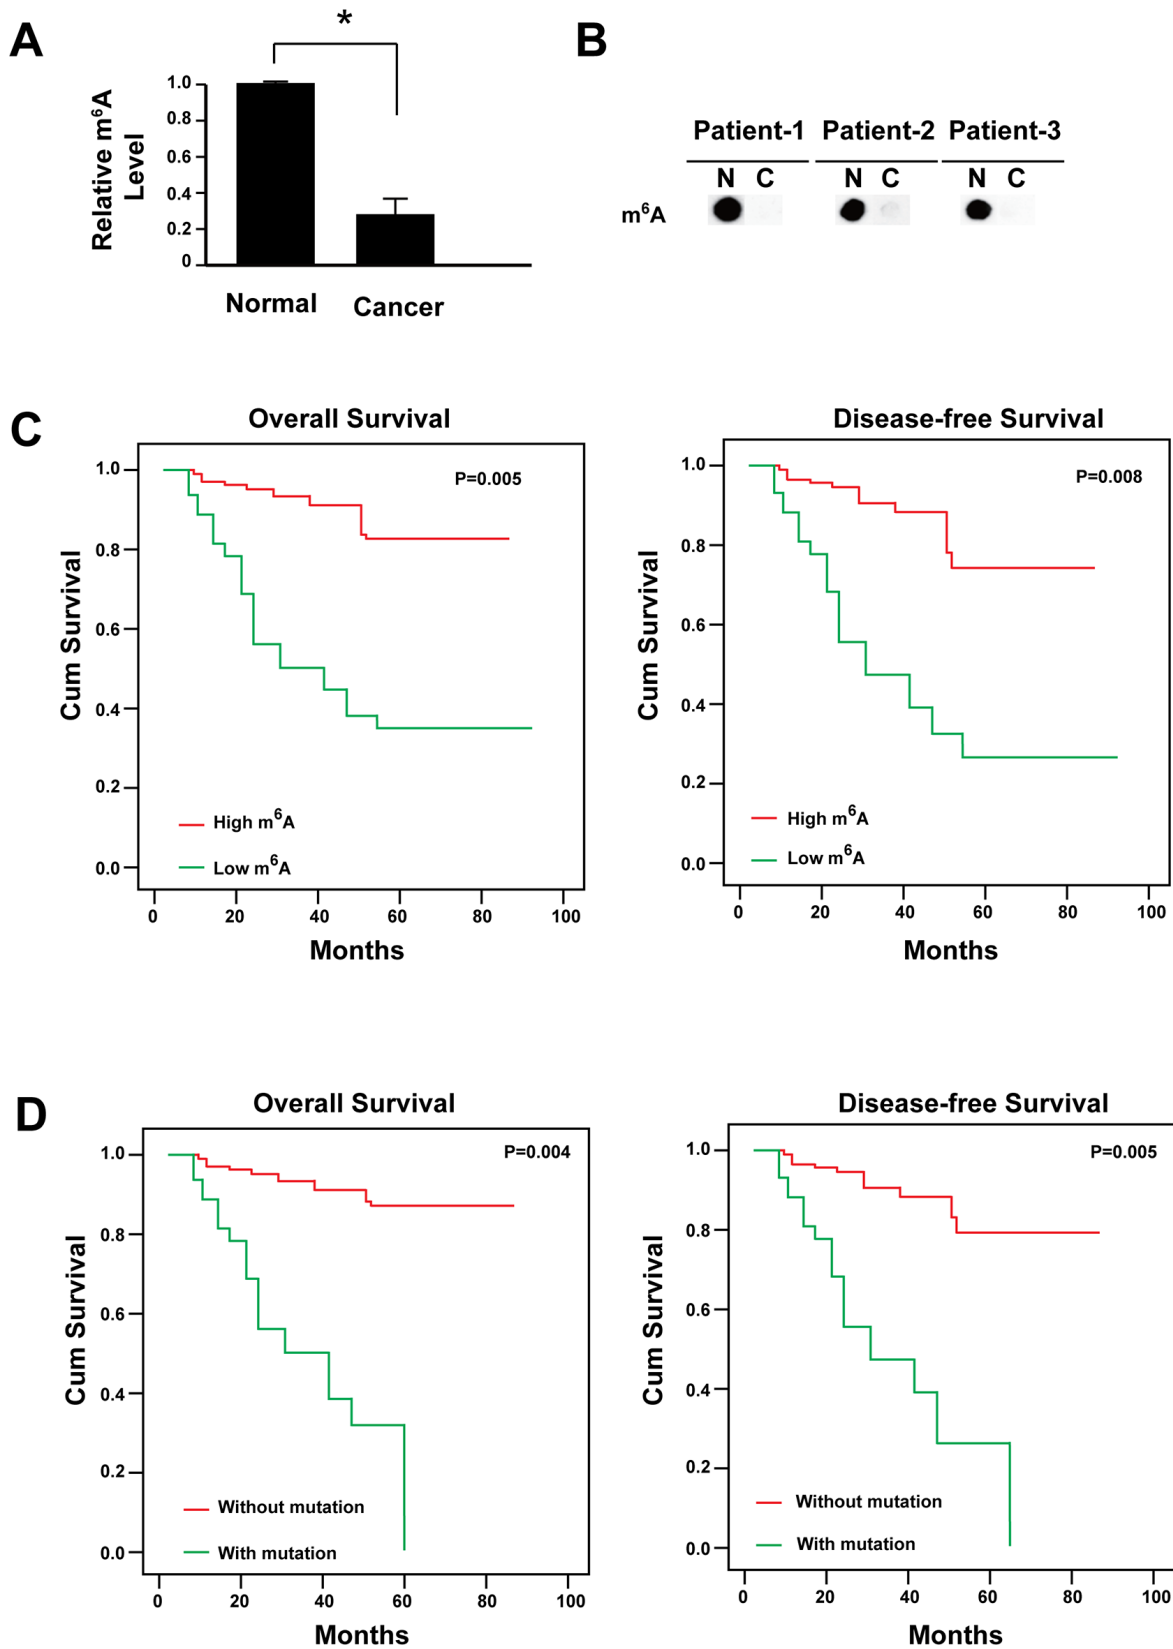 A
*
Relative m⁶A
Level
1.0
0.8
0.6
0.4
0.2
0
Normal
Cancer
B
Patient-1 Patient-2 Patient-3
N C N C N C
m⁶A
C
Overall Survival
P=0.005
Cum Survival
1.0
0.8
0.6
0.4
0.2
0.0
High m⁶A
Low m⁶A
0 20 40 60 80 100
Months
Disease-free Survival
P=0.008
Cum Survival
1.0
0.8
0.6
0.4
0.2
0.0
High m⁶A
Low m⁶A
0 20 40 60 80 100
Months
D
Overall Survival
P=0.004
Cum Survival
1.0
0.8
0.6
0.4
0.2
0.0
Without mutation
With mutation
0 20 40 60 80 100
Months
Disease-free Survival
P=0.005
Cum Survival
1.0
0.8
0.6
0.4
0.2
0.0
Without mutation
With mutation
0 20 40 60 80 100
Months